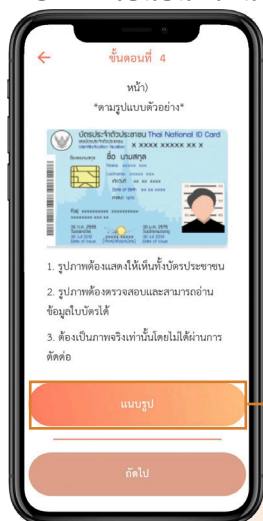 ขั้นตอนที่ 4
หน้า)
*ตามรูปแบบตัวอย่าง*
บัตรประจำตัวประชาชน Thai National ID Card
x xxxx xxxxx xx x
ชื่อ นามสกุล
1. รูปภาพต้องแสดงให้เห็นทั้งบัตรประชาชน
2. รูปภาพต้องตรวจสอบและสามารถอ่าน
ข้อมูลใบบัตรได้
3. ต้องเป็นภาพจริงเท่านั้นโดยไม่ได้ผ่านการ
ตัดต่อ
แนบรูป
ถัดไป